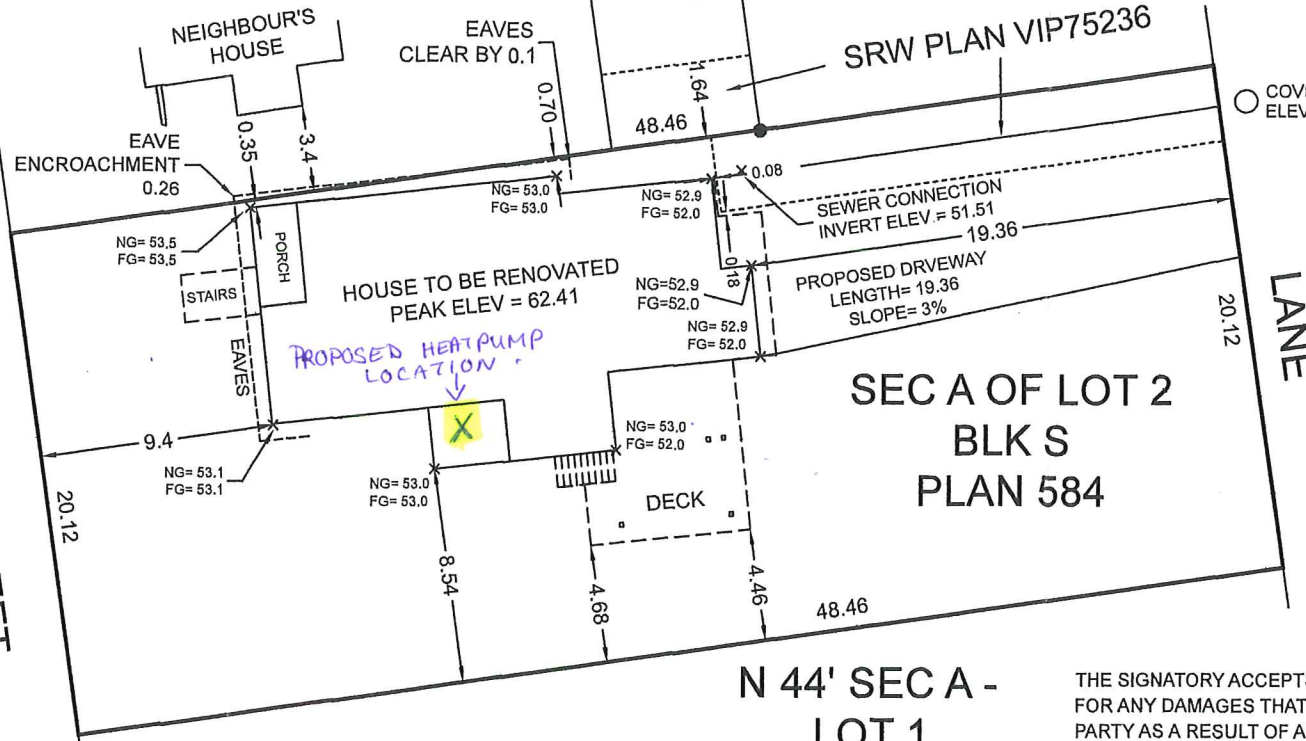 NEIGHBOUR'S
HOUSE
EAVES
CLEAR BY 0.1
SRW PLAN VIP75236
EAVE
ENCROACHMENT
0.26
0.35
3.4
0.70
48.46
1.64
0.08
NG= 53.5
FG= 53.5
PORCH
STAIRS
EAVES
NG= 53.0
FG= 53.0
NG= 52.9
FG= 52.0
SEWER CONNECTION
INVERT ELEV.= 51.51
19.36
HOUSE TO BE RENOVATED
PEAK ELEV = 62.41
0.18
NG=52.9
FG=52.0
PROPOSED DRVEWAY
LENGTH= 19.36
SLOPE= 3%
NG= 52.9
FG= 52.0
20.12
LANE
PROPOSED HEATPUMP
LOCATION
X
9.4
NG= 53.1
FG= 53.1
NG= 53.0
FG= 53.0
NG= 53.0
FG= 52.0
DECK
SEC A OF LOT 2
BLK S
PLAN 584
20.12
8.54
4.68
4.46
48.46
N 44' SEC A -
LOT 1
THE SIGNATORY ACCEPT
FOR ANY DAMAGES THAT
PARTY AS A RESULT OF A